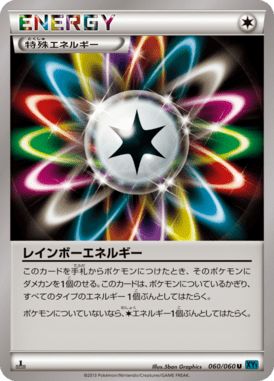 ENERGY
とくしゅ
特殊エネルギー
レインボーエネルギー
このカードを手札からポケモンにつけたとき、そのポケモンに
ダメカンを1個のせる。このカードは、ポケモンについているかぎり、
すべてのタイプのエネルギー1個ぶんとしてはたらく。
ポケモンについていないなら、エネルギー1個ぶんとしてはたらく。
1
Illus. 5ban Graphics
060/060 U
XY
©2013 Pokémon/Nintendo/Creatures/GAME FREAK.